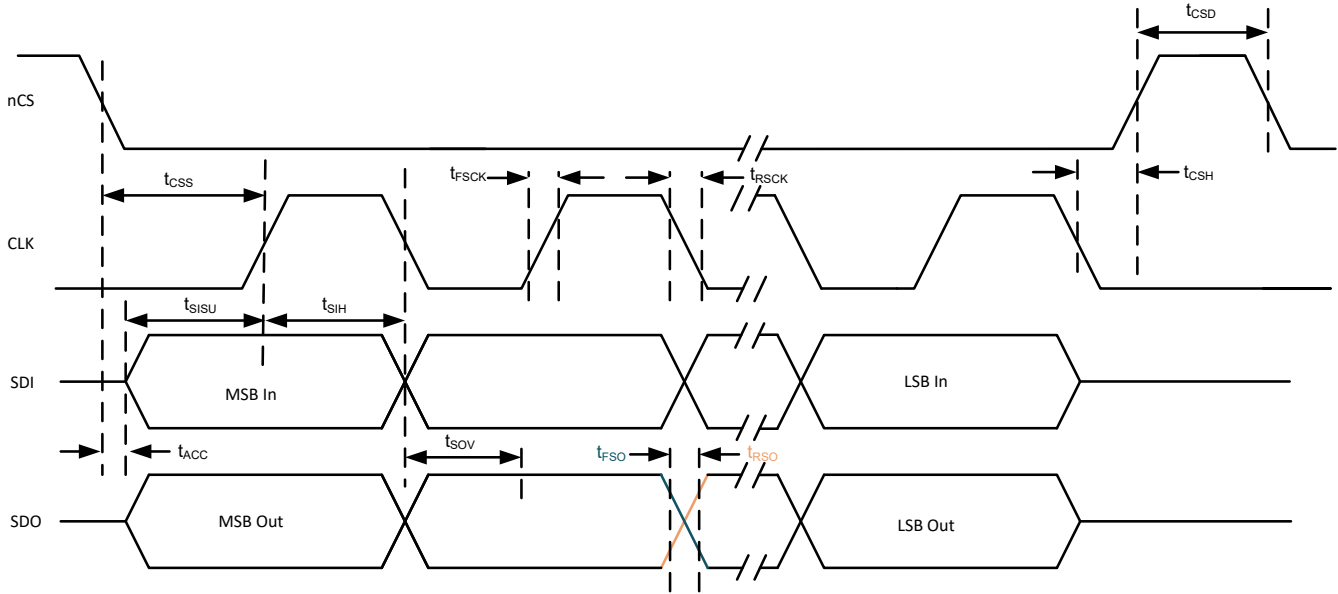 tCSD
nCS
tCSS
tFSCK
tRSCK
tCSH
CLK
tSISU
tSIH
SDI
MSB In
LSB In
tACC
tSOV
tFSO
tRSO
SDO
MSB Out
LSB Out